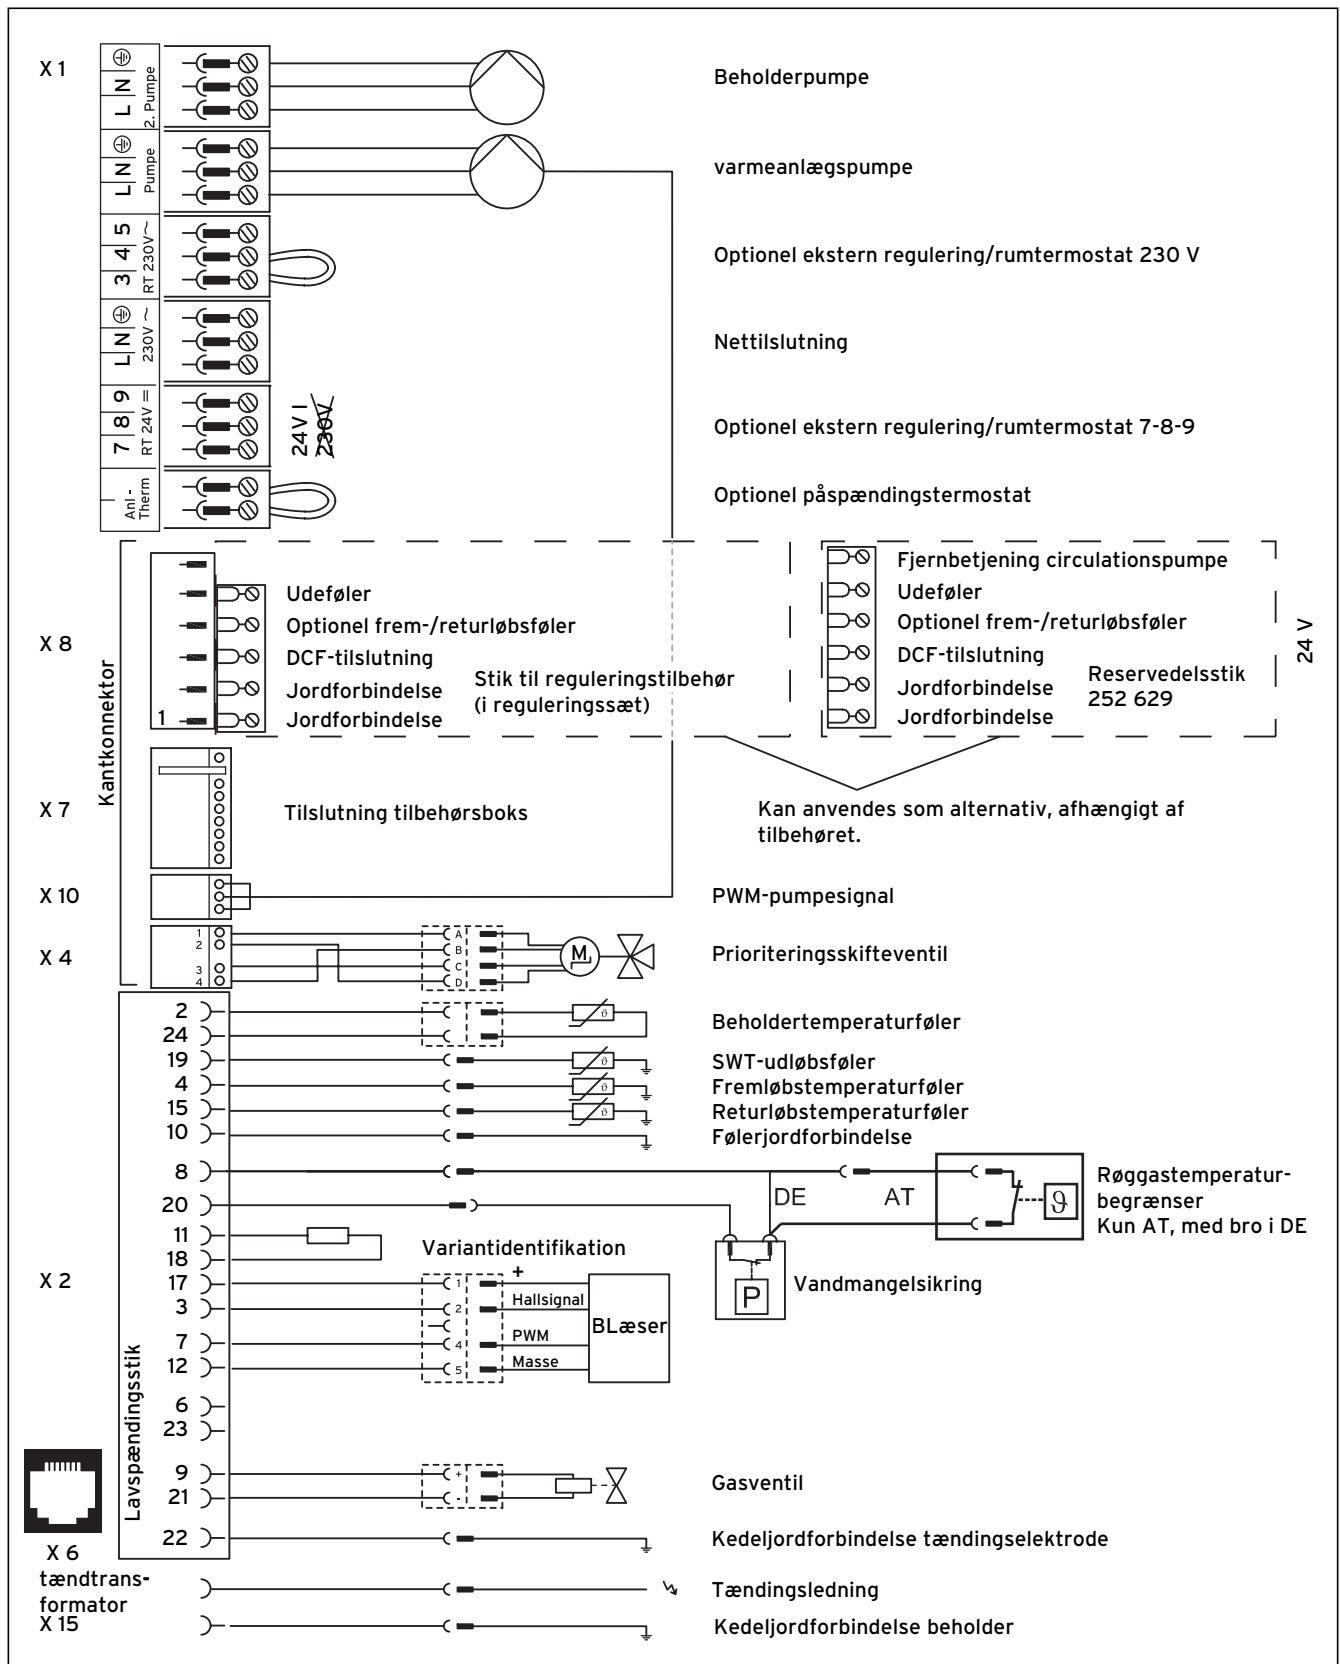 X 1
L N
2. Pumpe
Beholderpumpe
L N
Pumpe
varmeanlægspumpe
3 4 5
RT 230V~
Optionel ekstern regulering/rumtermostat 230 V
L N
230V ~
Nettilslutning
7 8 9
RT 24V =
24V I
230V
Optionel ekstern regulering/rumtermostat 7-8-9
Anl -
Therm
Optionel påspændingstermostat
Kantkonnektor
X 8
1
Udeføler
Optionel frem-/returløbsføler
DCF-tilslutning
Jordforbindelse
Jordforbindelse
Stik til reguleringstilbehør
(i reguleringssæt)
Fjernbetjening circulationspumpe
Udeføler
Optionel frem-/returløbsføler
DCF-tilslutning
Jordforbindelse
Jordforbindelse
Reservedelsstik
252 629
24 V
X 7
Tilslutning tilbehørsboks
Kan anvendes som alternativ, afhængigt af
tilbehøret.
X 10
PWM-pumpesignal
X 4
1
2
3
4
A
B
C
D
M
Prioriteringsskifteventil
X 2
Lavspændingsstik
2
24
ϑ
Beholdertemperaturføler
19
ϑ
SWT-udløbsføler
4
ϑ
Fremløbstemperaturføler
15
ϑ
Returløbstemperaturføler
10
Følerjordforbindelse
8
DE
AT
ϑ
Røggastemperatur-
begrænser
Kun AT, med bro i DE
20
P
Vandmangelsikring
11
18
Variantidentifikation
17
1
+
3
2
Hallsignal
BLæser
7
4
PWM
12
5
Masse
6
23
9
+
21
-
Gasventil
22
Kedeljordforbindelse tændingselektrode
X 6
tændtrans-
formator
Tændingsledning
X 15
Kedeljordforbindelse beholder